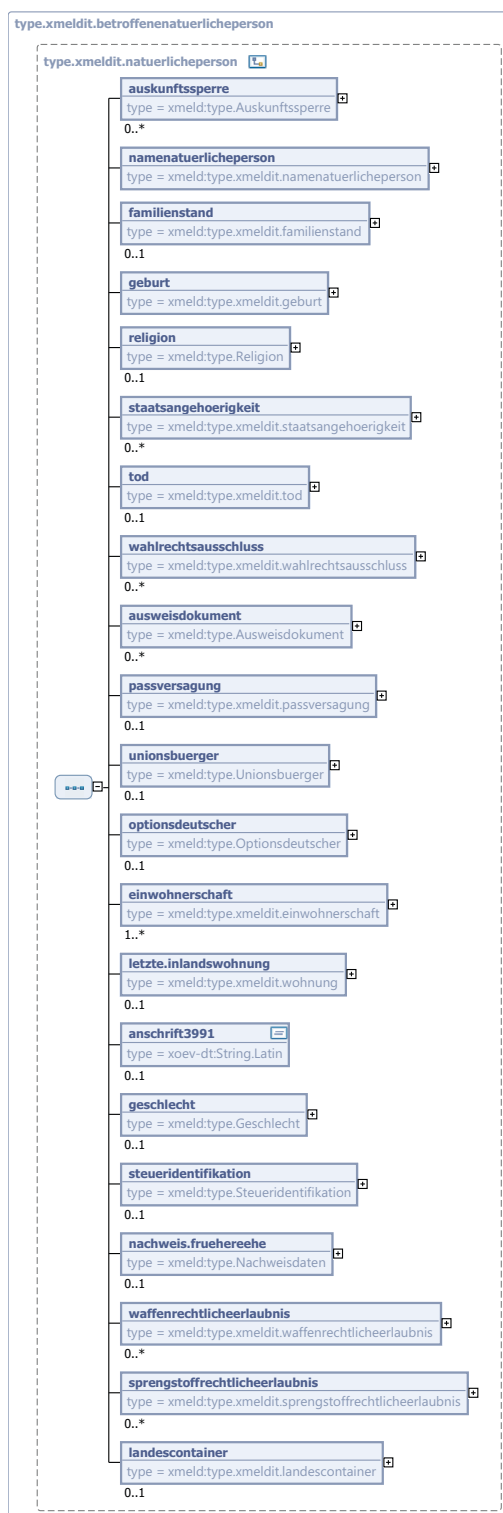 type.xmeldit.betroffenenatuerlicheperson
type.xmeldit.natuerlicheperson
auskunftssperre
type = xmeld:type.Auskunftssperre
0..*
namenatuerlicheperson
type = xmeld:type.xmeldit.namenatuerlicheperson
familienstand
type = xmeld:type.xmeldit.familienstand
0..1
geburt
type = xmeld:type.xmeldit.geburt
religion
type = xmeld:type.Religion
0..1
staatsangehoerigkeit
type = xmeld:type.xmeldit.staatsangehoerigkeit
0..*
tod
type = xmeld:type.xmeldit.tod
0..1
wahlrechtsausschluss
type = xmeld:type.xmeldit.wahlrechtsausschluss
0..*
ausweisdokument
type = xmeld:type.Ausweisdokument
0..*
passversagung
type = xmeld:type.xmeldit.passversagung
0..1
unionsbuerger
type = xmeld:type.Unionsbuerger
0..1
optionsdeutscher
type = xmeld:type.Optionsdeutscher
0..1
einwohnerschaft
type = xmeld:type.xmeldit.einwohnerschaft
1..*
letzte.inlandswohnung
type = xmeld:type.xmeldit.wohnung
0..1
anschrift3991
type = xoev-dt:String.Latin
0..1
geschlecht
type = xmeld:type.Geschlecht
0..1
steueridentifikation
type = xmeld:type.Steueridentifikation
0..1
nachweis.fruehereehe
type = xmeld:type.Nachweisdaten
0..1
waffenrechtlicheerlaubnis
type = xmeld:type.xmeldit.waffenrechtlicheerlaubnis
0..*
sprengstoffrechtlicheerlaubnis
type = xmeld:type.xmeldit.sprengstoffrechtlicheerlaubnis
0..*
landescontainer
type = xmeld:type.xmeldit.landescontainer
0..1